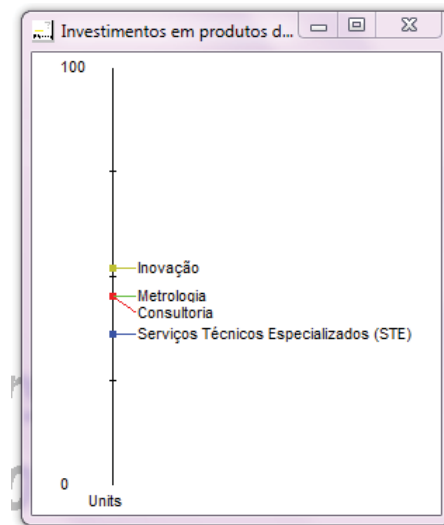 Investimentos em produtos d...
100
Inovação
Metrologia
Consultoria
Serviços Técnicos Especializados (STE)
0
Units